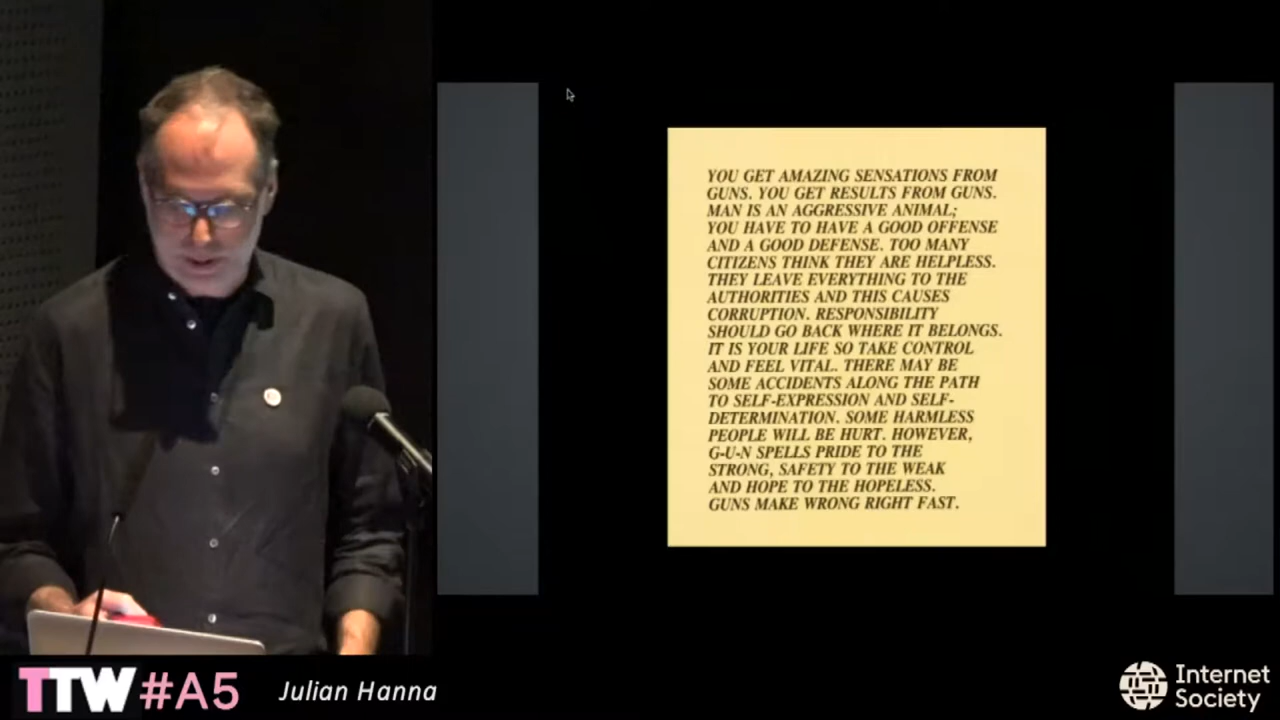 YOU GET AMAZING SENSATIONS FROM
GUNS. YOU GET RESULTS FROM GUNS.
MAN IS AN AGGRESSIVE ANIMAL;
YOU HAVE TO HAVE A GOOD OFFENSE
AND A GOOD DEFENSE. TOO MANY
CITIZENS THINK THEY ARE HELPLESS.
THEY LEAVE EVERYTHING TO THE
AUTHORITIES AND THIS CAUSES
CORRUPTION. RESPONSIBILITY
SHOULD GO BACK WHERE IT BELONGS.
IT IS YOUR LIFE SO TAKE CONTROL
AND FEEL VITAL. THERE MAY BE
SOME ACCIDENTS ALONG THE PATH
TO SELF-EXPRESSION AND SELF-
DETERMINATION. SOME HARMLESS
PEOPLE WILL BE HURT. HOWEVER,
G-U-N SPELLS PRIDE TO THE
STRONG, SAFETY TO THE WEAK
AND HOPE TO THE HOPELESS.
GUNS MAKE WRONG RIGHT FAST.
TTW #A5
Julian Hanna
Internet
Society